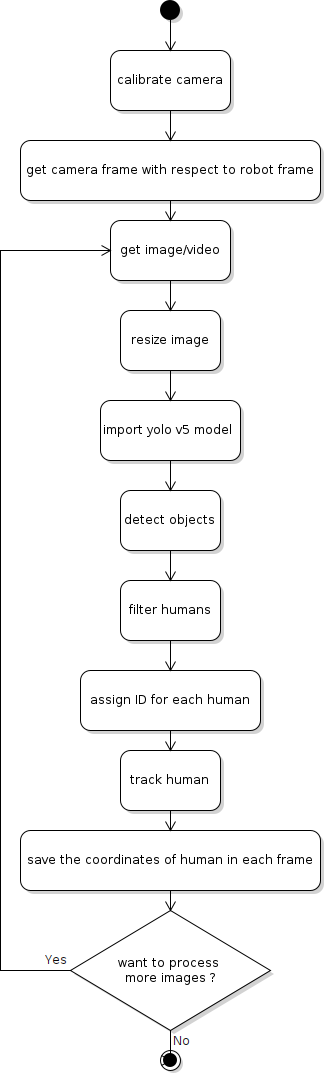 calibrate camera
get camera frame with respect to robot frame
get image/video
resize image
import yolo v5 model
detect objects
filter humans
assign ID for each human
track human
save the coordinates of human in each frame
want to process
more images ?
Yes
No